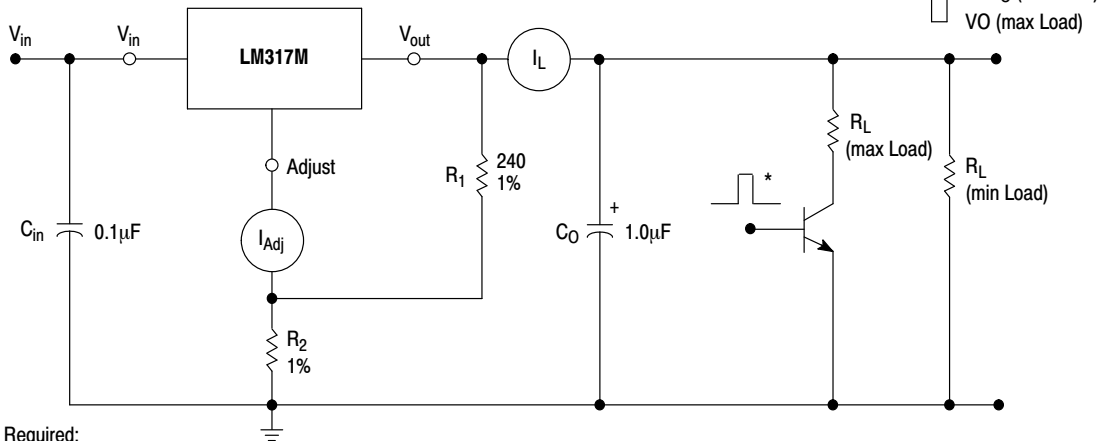 VO (max Load)
Vin
Vin
LM317M
Vout
IL
RL
(max Load)
Adjust
R1
240
1%
*
RL
(min Load)
Cin
0.1μF
IAdj
CO
+
1.0μF
R2
1%
Required: